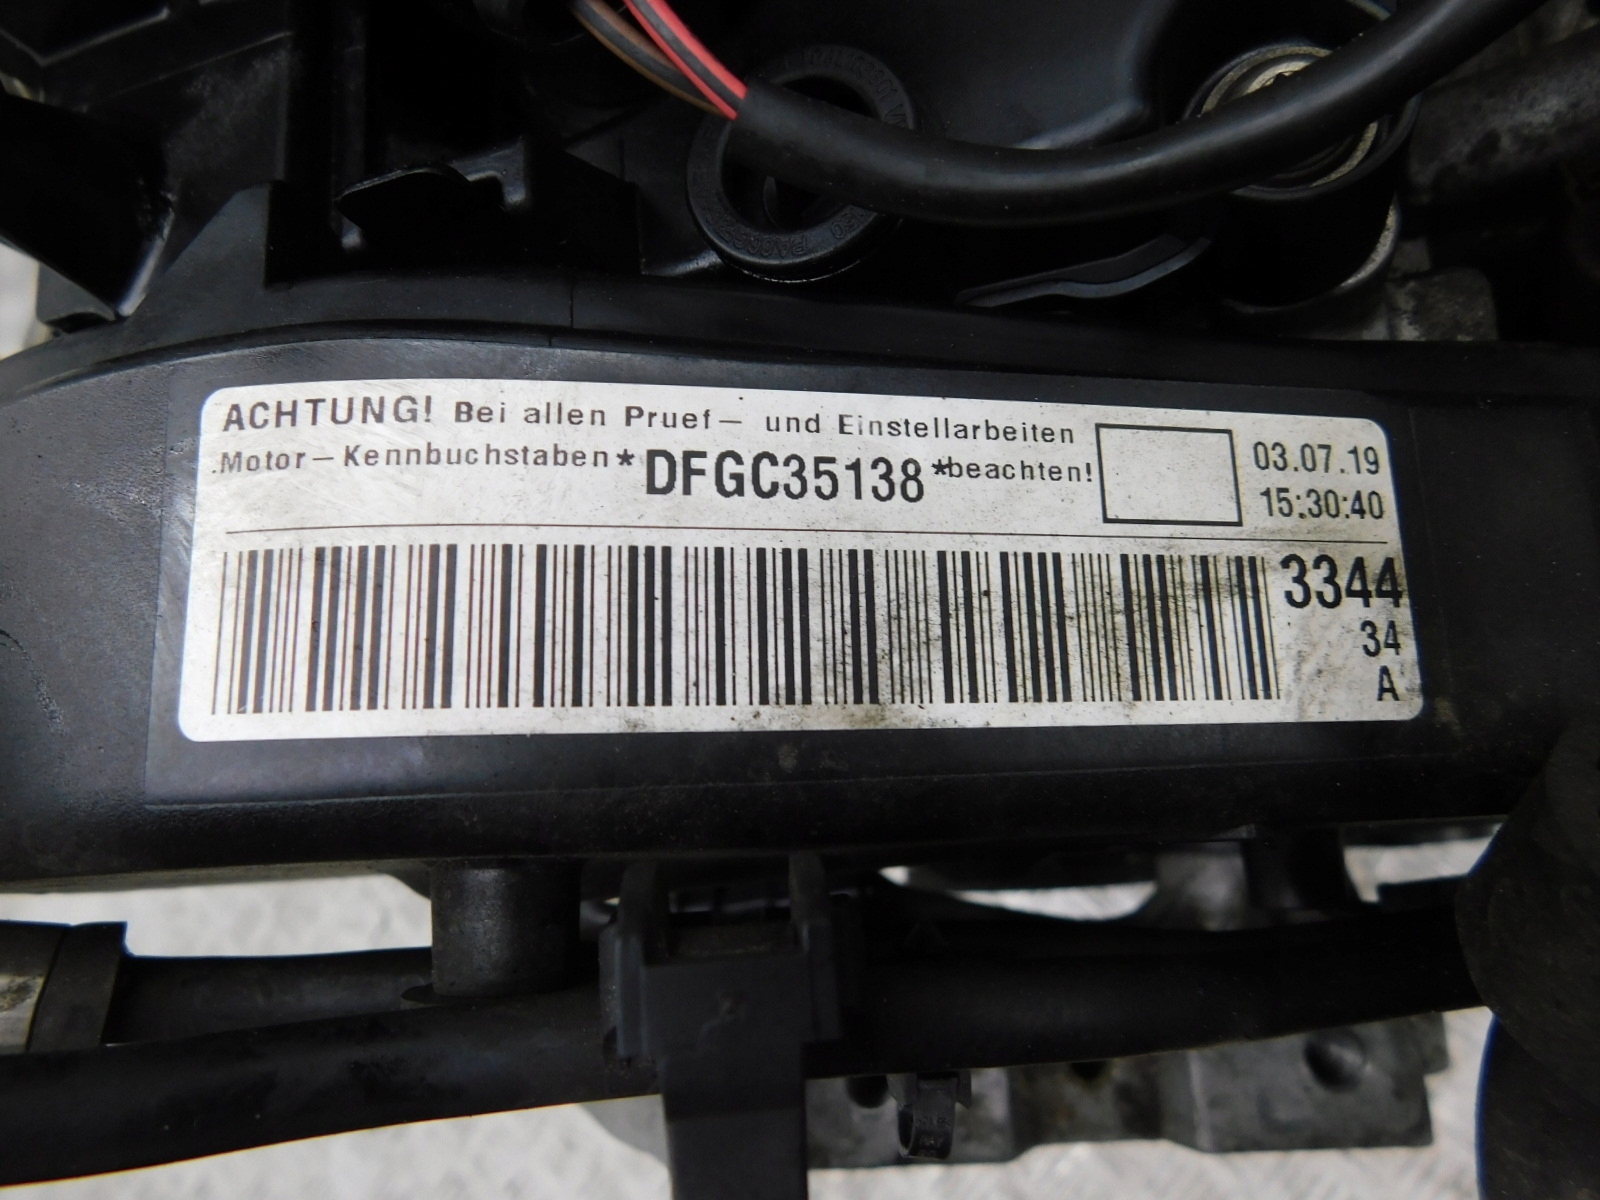 ACHTUNG! Bei allen Pruef– und Einstellarbeiten
Motor–Kennbuchstaben*DFGC35138*beachten!
03.07.19
15:30:40
3344
34
A